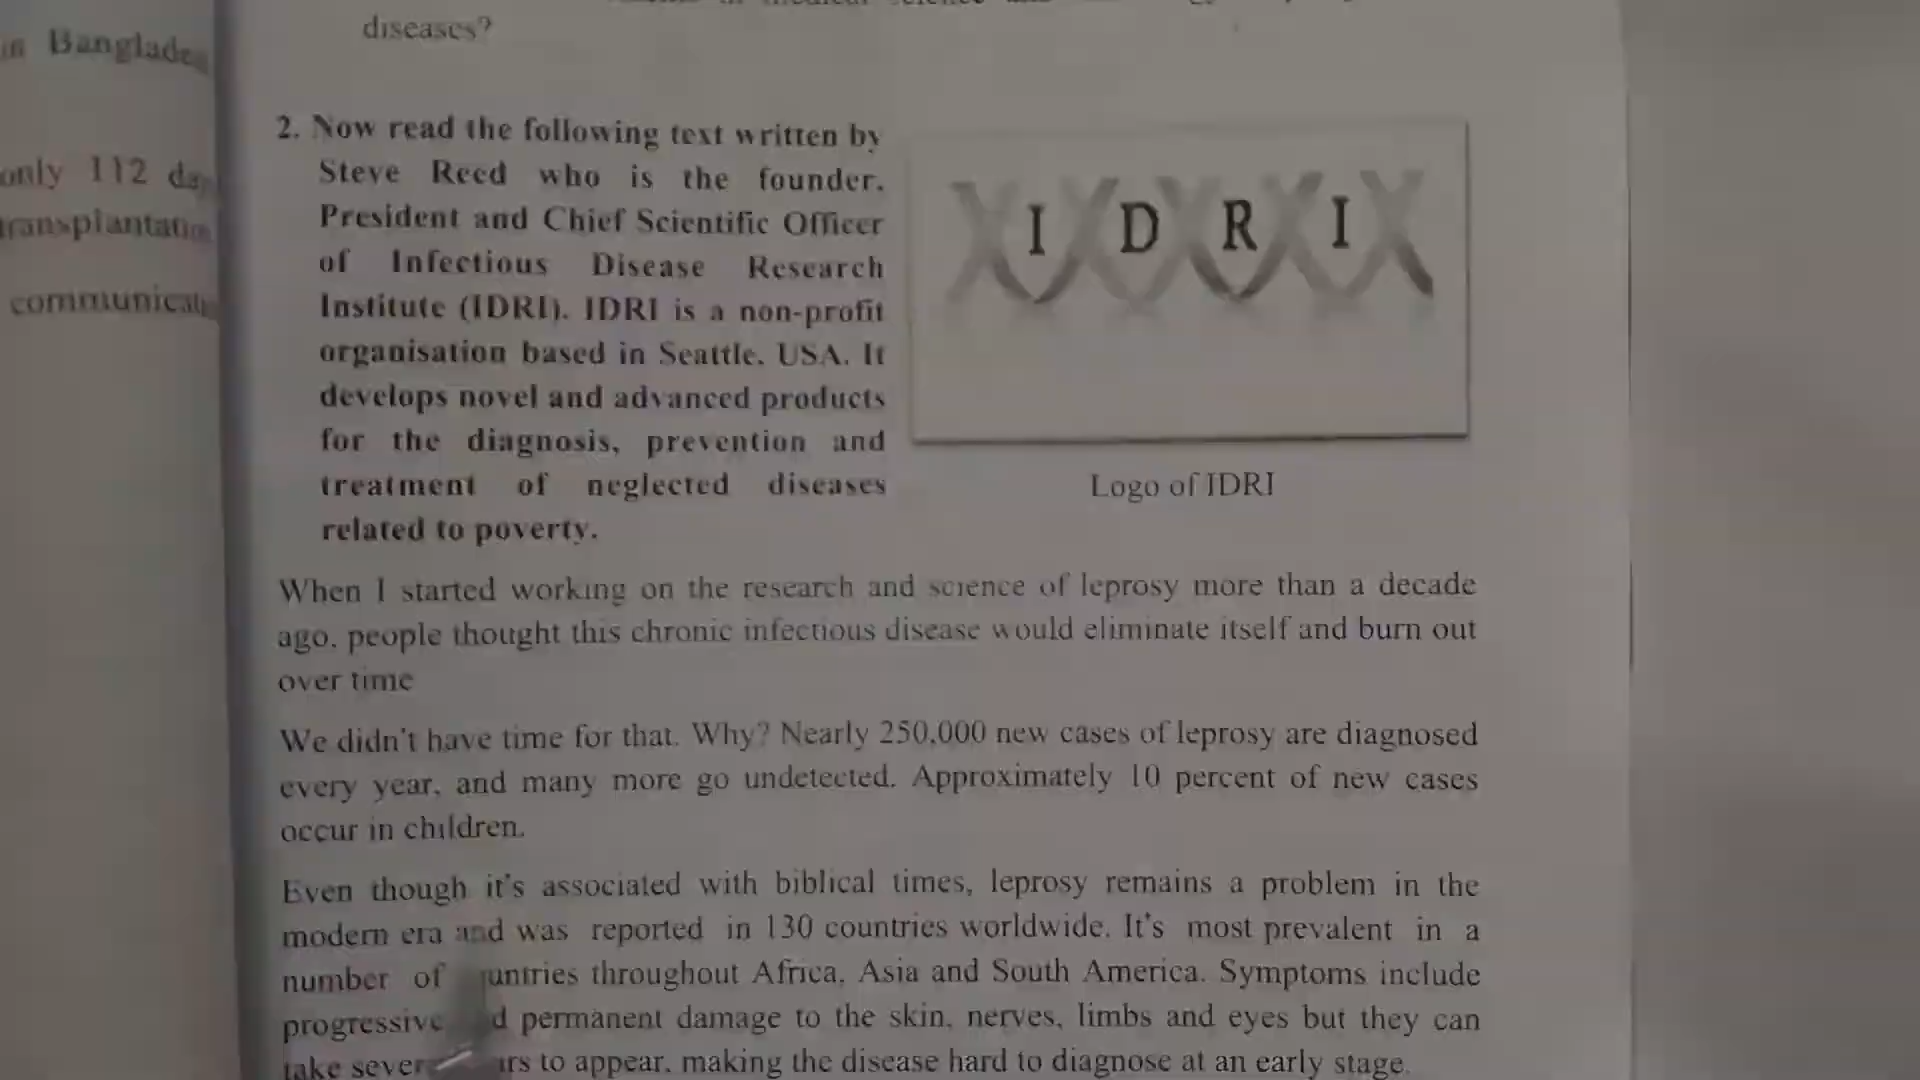 diseases?
Bangladesh
only 112
communicat
2. Now read the following text written by
Steve Reed who is the founder,
President and Chief Scientific Officer
of Infectious Disease Research
Institute (IDRI). IDRI is a non-profit
organisation based in Seattle, USA. It
develops novel and advanced products
for the diagnosis, prevention and
treatment of neglected diseases
related to poverty.
I D R I
Logo of IDRI
When I started working on the research and science of leprosy more than a decade
ago, people thought this chronic infectious disease would eliminate itself and burn out
over time
We didn't have time for that. Why? Nearly 250,000 new cases of leprosy are diagnosed
every year, and many more go undetected. Approximately 10 percent of new cases
occur in children.
Even though it's associated with biblical times, leprosy remains a problem in the
modern era and was reported in 130 countries worldwide. It's most prevalent in a
number of untries throughout Africa, Asia and South America. Symptoms include
progressive d permanent damage to the skin, nerves, limbs and eyes but they can
take sever rs to appear, making the disease hard to diagnose at an early stage.